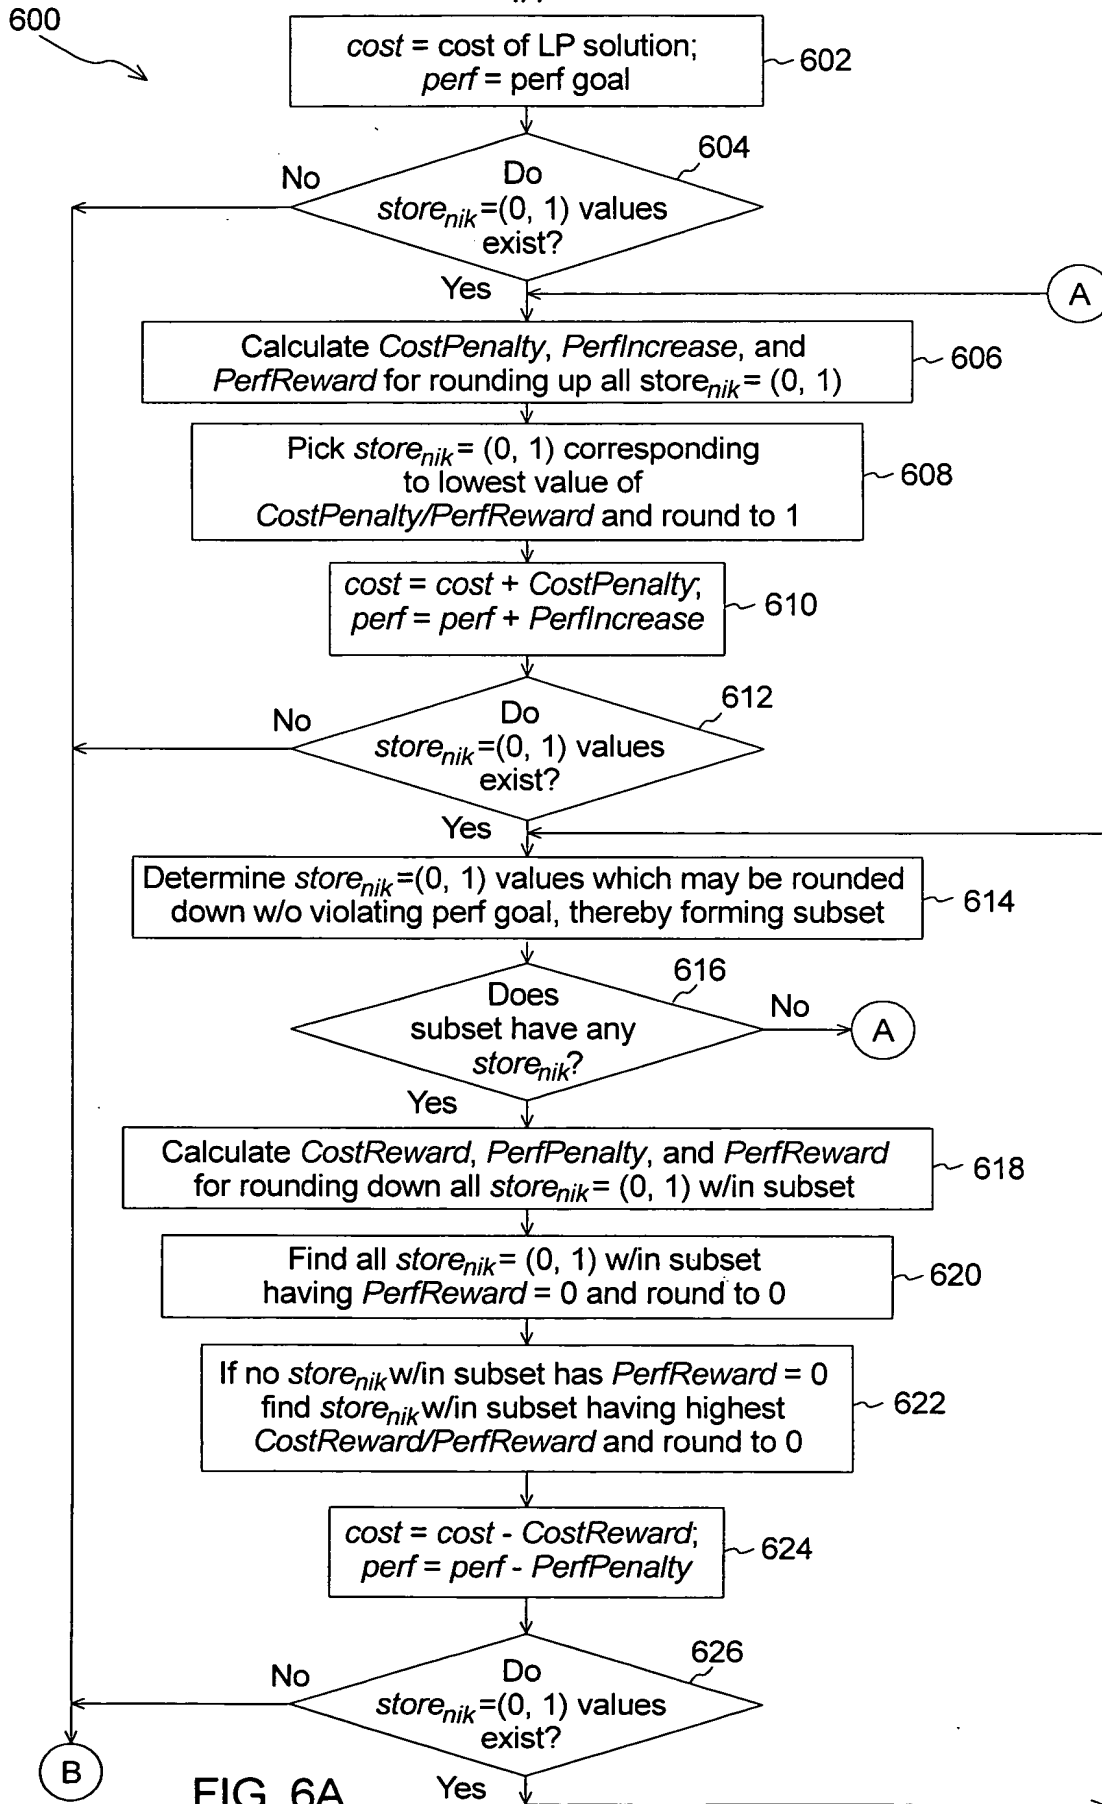 600
cost = cost of LP solution;
perf = perf goal
602
604
No
Do
store_nik=(0, 1) values
exist?
Yes
A
Calculate CostPenalty, PerfIncrease, and
PerfReward for rounding up all store_nik = (0, 1)
606
Pick store_nik = (0, 1) corresponding
to lowest value of
CostPenalty/PerfReward and round to 1
608
cost = cost + CostPenalty;
perf = perf + PerfIncrease
610
612
No
Do
store_nik=(0, 1) values
exist?
Yes
Determine store_nik=(0, 1) values which may be rounded
down w/o violating perf goal, thereby forming subset
614
616
Does
subset have any
store_nik?
No
A
Yes
Calculate CostReward, PerfPenalty, and PerfReward
for rounding down all store_nik = (0, 1) w/in subset
618
Find all store_nik = (0, 1) w/in subset
having PerfReward = 0 and round to 0
620
If no store_nik w/in subset has PerfReward = 0
find store_nik w/in subset having highest
CostReward/PerfReward and round to 0
622
cost = cost - CostReward;
perf = perf - PerfPenalty
624
626
No
Do
store_nik=(0, 1) values
exist?
B
FIG. 6A
Yes